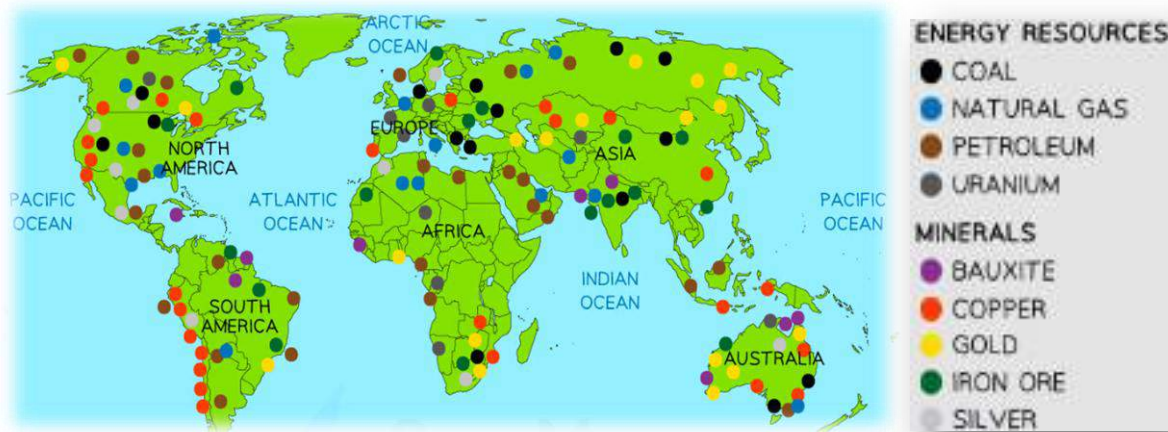 ARCTIC
OCEAN
NORTH
AMERICA
EUROPE
ASIA
PACIFIC
OCEAN
ATLANTIC
OCEAN
AFRICA
PACIFIC
OCEAN
INDIAN
OCEAN
SOUTH
AMERICA
AUSTRALIA
ENERGY RESOURCES
COAL
NATURAL GAS
PETROLEUM
URANIUM
MINERALS
BAUXITE
COPPER
GOLD
IRON ORE
SILVER